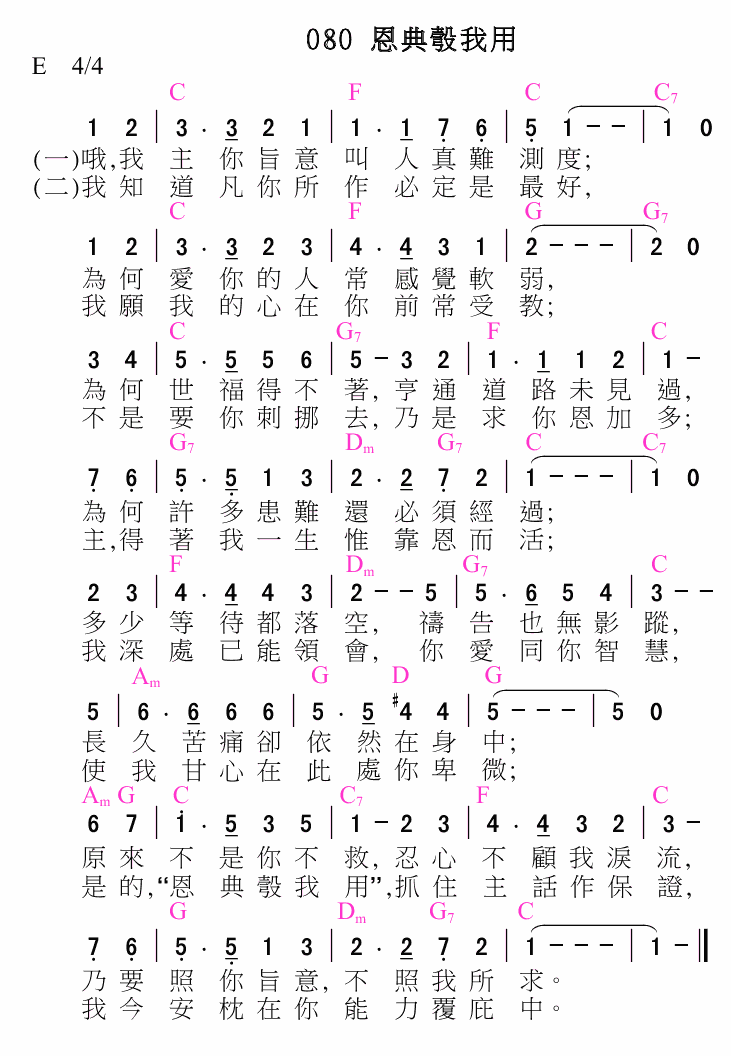 080 恩典彀我用
E 4/4
C F C C7
1 2 | 3 · 3 2 1 | 1 · 1 7 6 | 5 1 – – | 1 0
(一)哦,我 主 你旨意 叫 人真難 測度;
(二)我知 道 凡你所 作 必定是 最好,
C F G G7
1 2 | 3 · 3 2 3 | 4 · 4 3 1 | 2 – – – | 2 0
為何 愛 你的人 常 感覺軟 弱,
我願 我 的心在 你 前常受 教;
C G7 F C
3 4 | 5 · 5 5 6 | 5 – 3 2 | 1 · 1 1 2 | 1 –
為何 世 福得不 著,亨通 道 路未見 過,
不是 要 你刺挪 去,乃是 求 你恩加 多;
G7 Dm G7 C C7
7 6 | 5 · 5 1 3 | 2 · 2 7 2 | 1 – – – | 1 0
為何 許 多患難 還 必須經 過;
主,得 著 我一生 惟 靠恩而 活;
F Dm G7 C
2 3 | 4 · 4 4 3 | 2 – – 5 | 5 · 6 5 4 | 3 – –
多少 等 待都落 空, 禱 告 也無影 蹤,
我深 處 已能領 會, 你 愛 同你智 慧,
Am G D G
5 | 6 · 6 6 6 | 5 · 5 #4 4 | 5 – – – | 5 0
長 久 苦痛卻 依 然在身 中;
使 我 甘心在 此 處你卑 微;
Am G C C7 F C
6 7 | 1 · 5 3 5 | 1 – 2 3 | 4 · 4 3 2 | 3 –
原來 不 是你不 救,忍心 不 顧我淚 流,
是的,“恩 典彀我 用”,抓住 主 話作保 證,
G Dm G7 C
7 6 | 5 · 5 1 3 | 2 · 2 7 2 | 1 – – – | 1 – ‖
乃要 照 你旨意,不 照我所 求。
我今 安 枕在你 能 力覆庇 中。